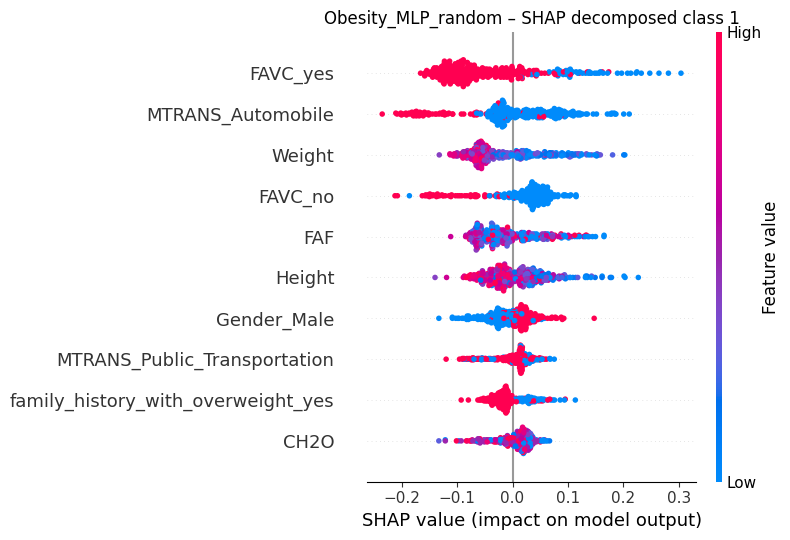 Obesity_MLP_random – SHAP decomposed class 1
High
FAVC_yes
MTRANS_Automobile
Weight
FAVC_no
FAF
Height
Gender_Male
MTRANS_Public_Transportation
family_history_with_overweight_yes
CH2O
Feature value
Low
−0.2 −0.1 0.0 0.1 0.2 0.3
SHAP value (impact on model output)